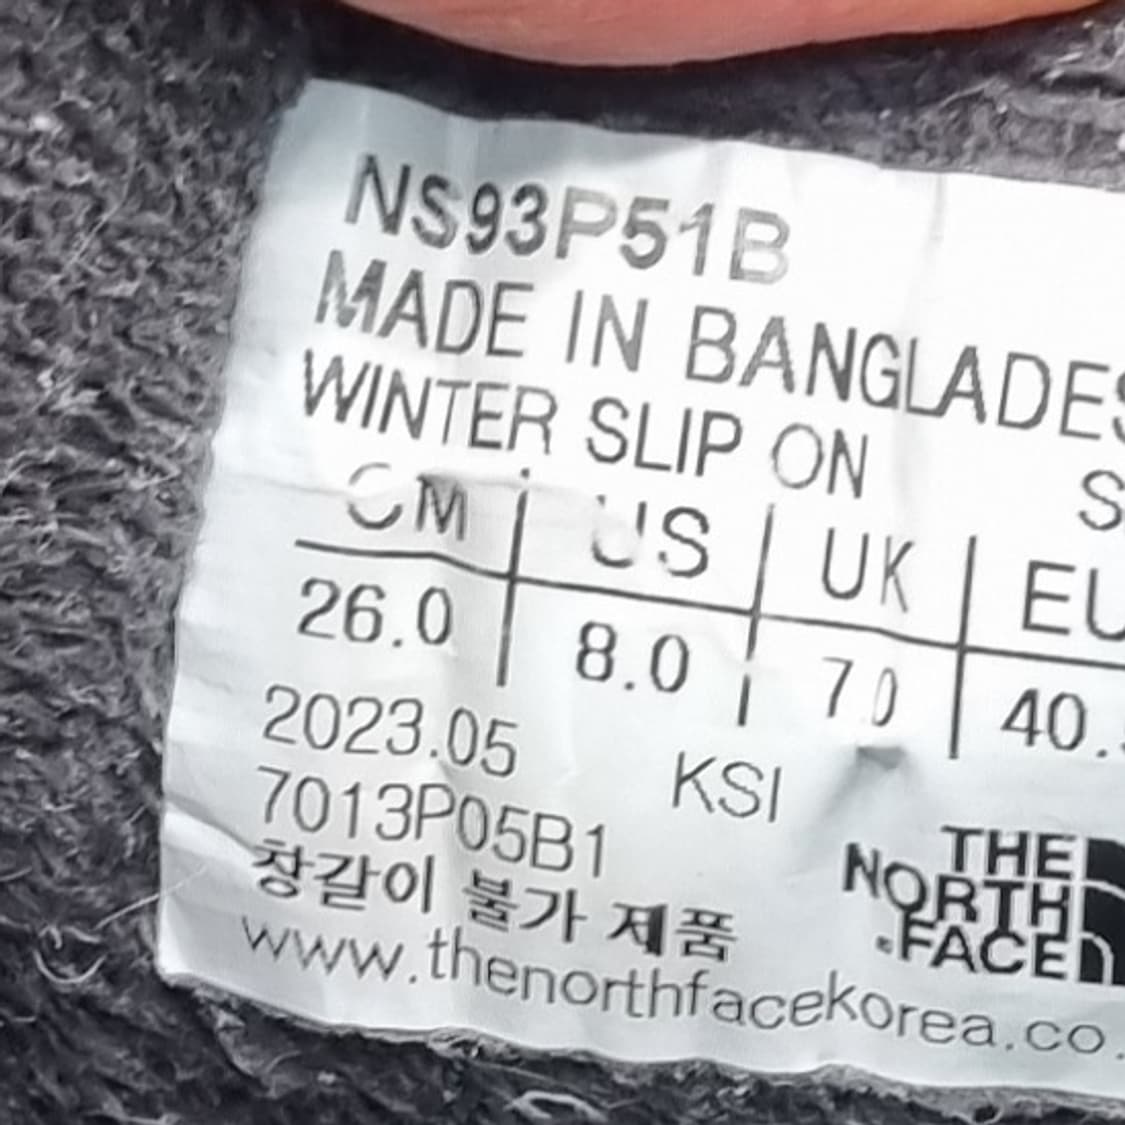 NS93P51B
MADE IN BANGLADES
WINTER SLIP ON
S
CM US UK EU
26.0 8.0 7.0 40.
2023.05
KSI
7013P05B1
창갈이 불가 제품
THE
NORTH
FACE
www.thenorthfacekorea.co.